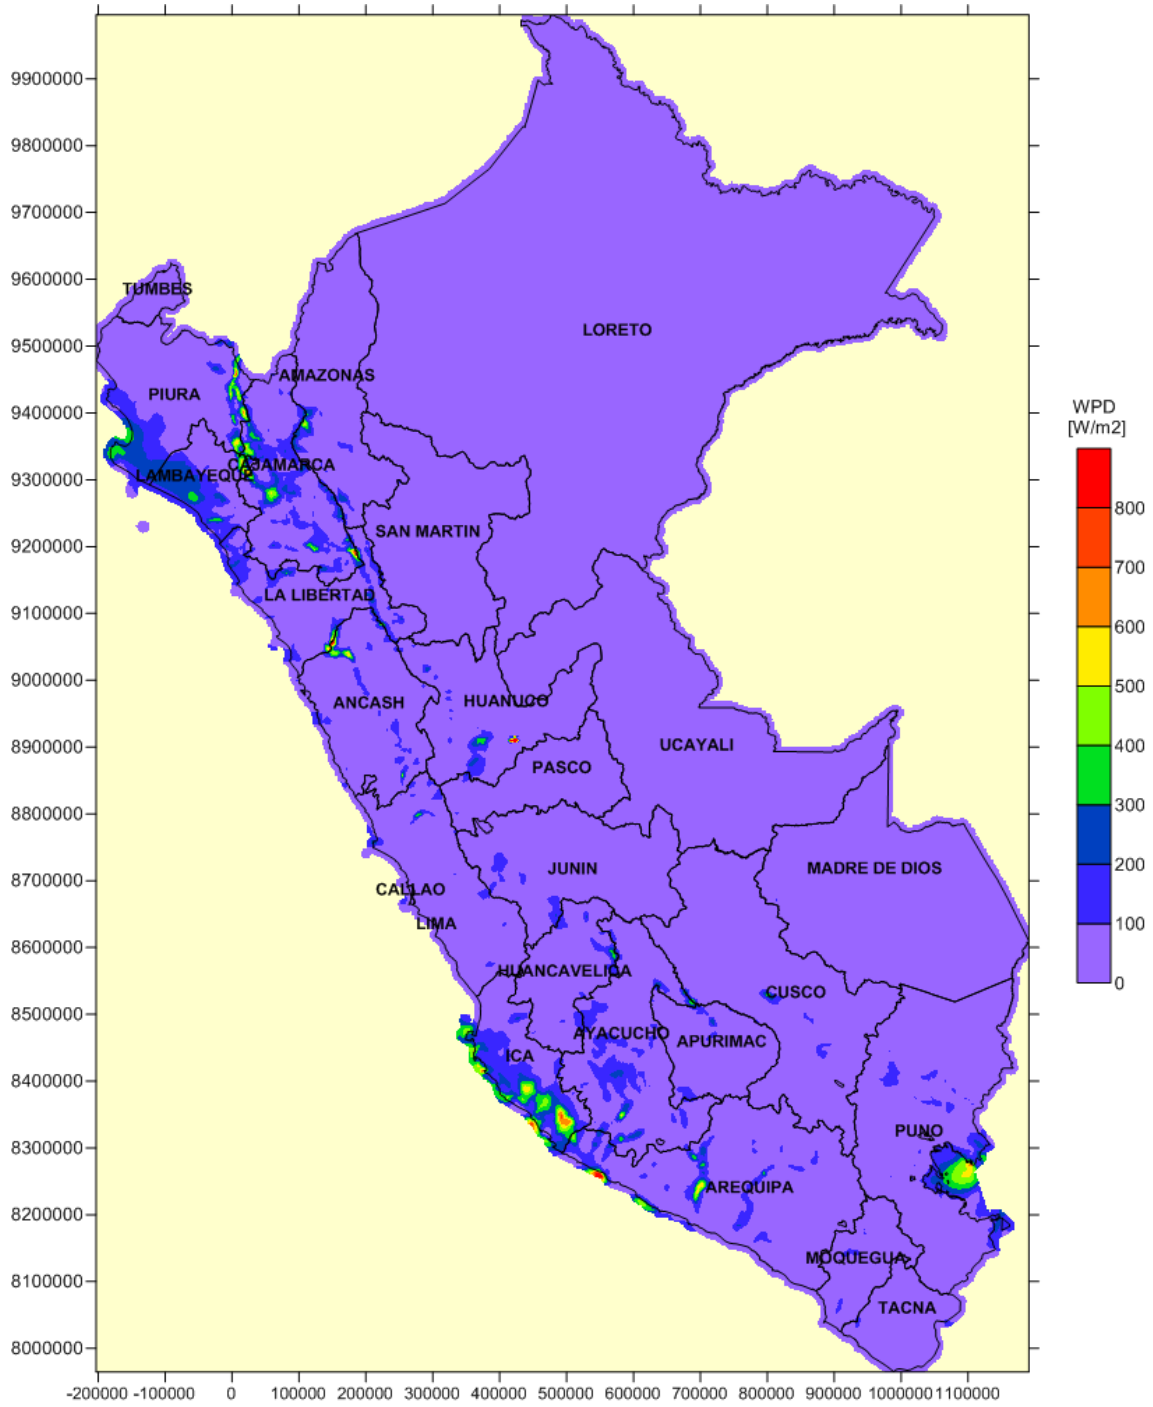 9900000
9800000
9700000
9600000
9500000
9400000
9300000
9200000
9100000
9000000
8900000
8800000
8700000
8600000
8500000
8400000
8300000
8200000
8100000
8000000
TUMBES
LORETO
AMAZONAS
PIURA
CAJAMARCA
LAMBAYEQUE
SAN MARTIN
LA LIBERTAD
ANCASH
HUANUCO
UCAYALI
PASCO
JUNIN
MADRE DE DIOS
CALLAO
LIMA
HUANCAVELICA
CUSCO
AYACUCHO
APURIMAC
ICA
PUNO
AREQUIPA
MOQUEGUA
TACNA
-200000 -100000 0 100000 200000 300000 400000 500000 600000 700000 800000 900000 1000000 1100000
WPD
[W/m2]
800
700
600
500
400
300
200
100
0